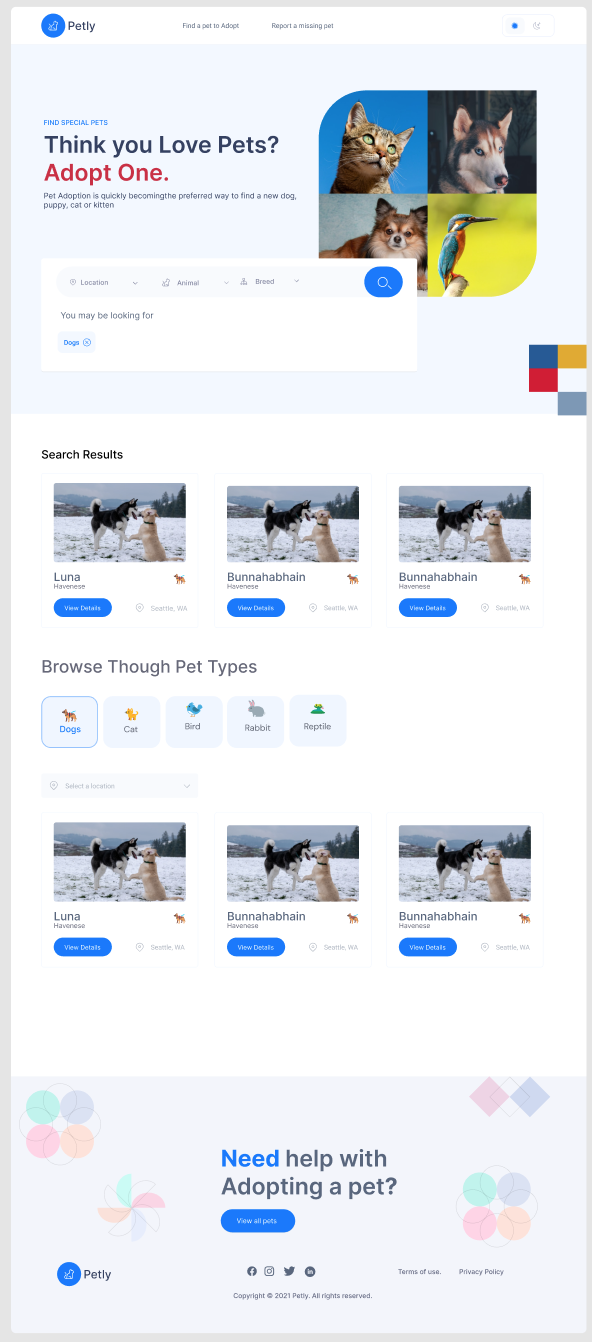 Petly
Find a pet to Adopt
Report a missing pet
FIND SPECIAL PETS
Think you Love Pets?
Adopt One.
Pet Adoption is quickly becomingthe preferred way to find a new dog,
puppy, cat or kitten
Location
Animal
Breed
You may be looking for
Dogs
Search Results
Luna
Havenese
View Details
Seattle, WA
Bunnahabhain
Havenese
View Details
Seattle, WA
Bunnahabhain
Havenese
View Details
Seattle, WA
Browse Though Pet Types
Dogs
Cat
Bird
Rabbit
Reptile
Select a location
Luna
Havenese
View Details
Seattle, WA
Bunnahabhain
Havenese
View Details
Seattle, WA
Bunnahabhain
Havenese
View Details
Seattle, WA
Need help with
Adopting a pet?
View all pets
Petly
Terms of use.
Privacy Policy
Copyright © 2021 Petly. All rights reserved.